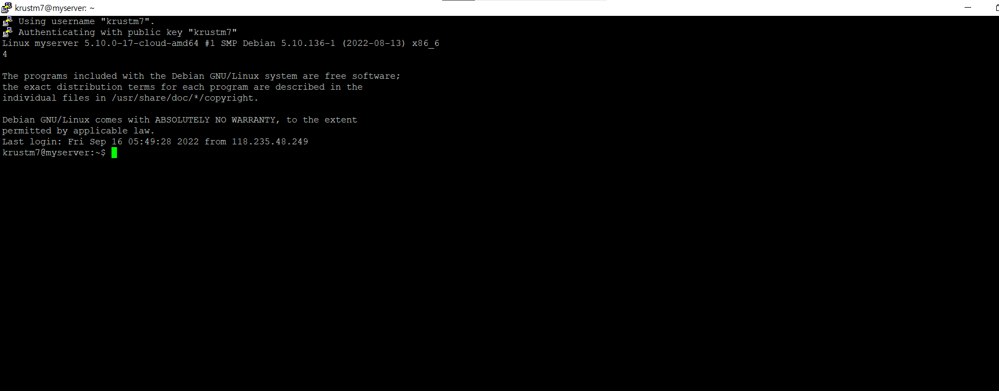 krustm7@myserver: ~
Using username "krustm7".
Authenticating with public key "krustm7"
Linux myserver 5.10.0-17-cloud-amd64 #1 SMP Debian 5.10.136-1 (2022-08-13) x86_6
4
The programs included with the Debian GNU/Linux system are free software;
the exact distribution terms for each program are described in the
individual files in /usr/share/doc/*/copyright.
Debian GNU/Linux comes with ABSOLUTELY NO WARRANTY, to the extent
permitted by applicable law.
Last login: Fri Sep 16 05:49:28 2022 from 118.235.48.249
krustm7@myserver:~$